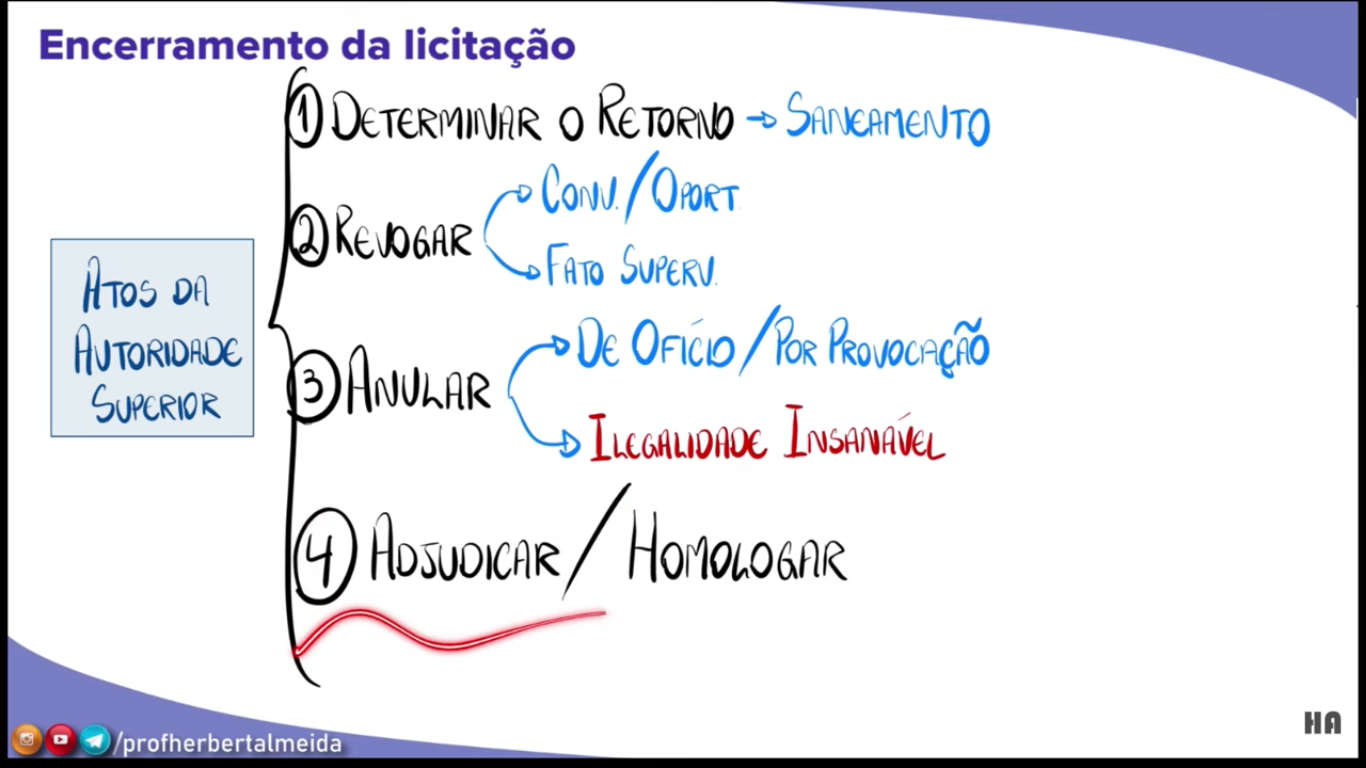 Encerramento da licitação
1 DETERMINAR O RETORNO → SANEAMENTO
CONV./OPORT.
2 REVOGAR
FATO SUPERV.
ATOS DA
AUTORIDADE
SUPERIOR
DE OFÍCIO / POR PROVOCAÇÃO
3 ANULAR
ILEGALIDADE INSANÁVEL
4 ADJUDICAR / HOMOLOGAR
/profherbertalmeida
HA